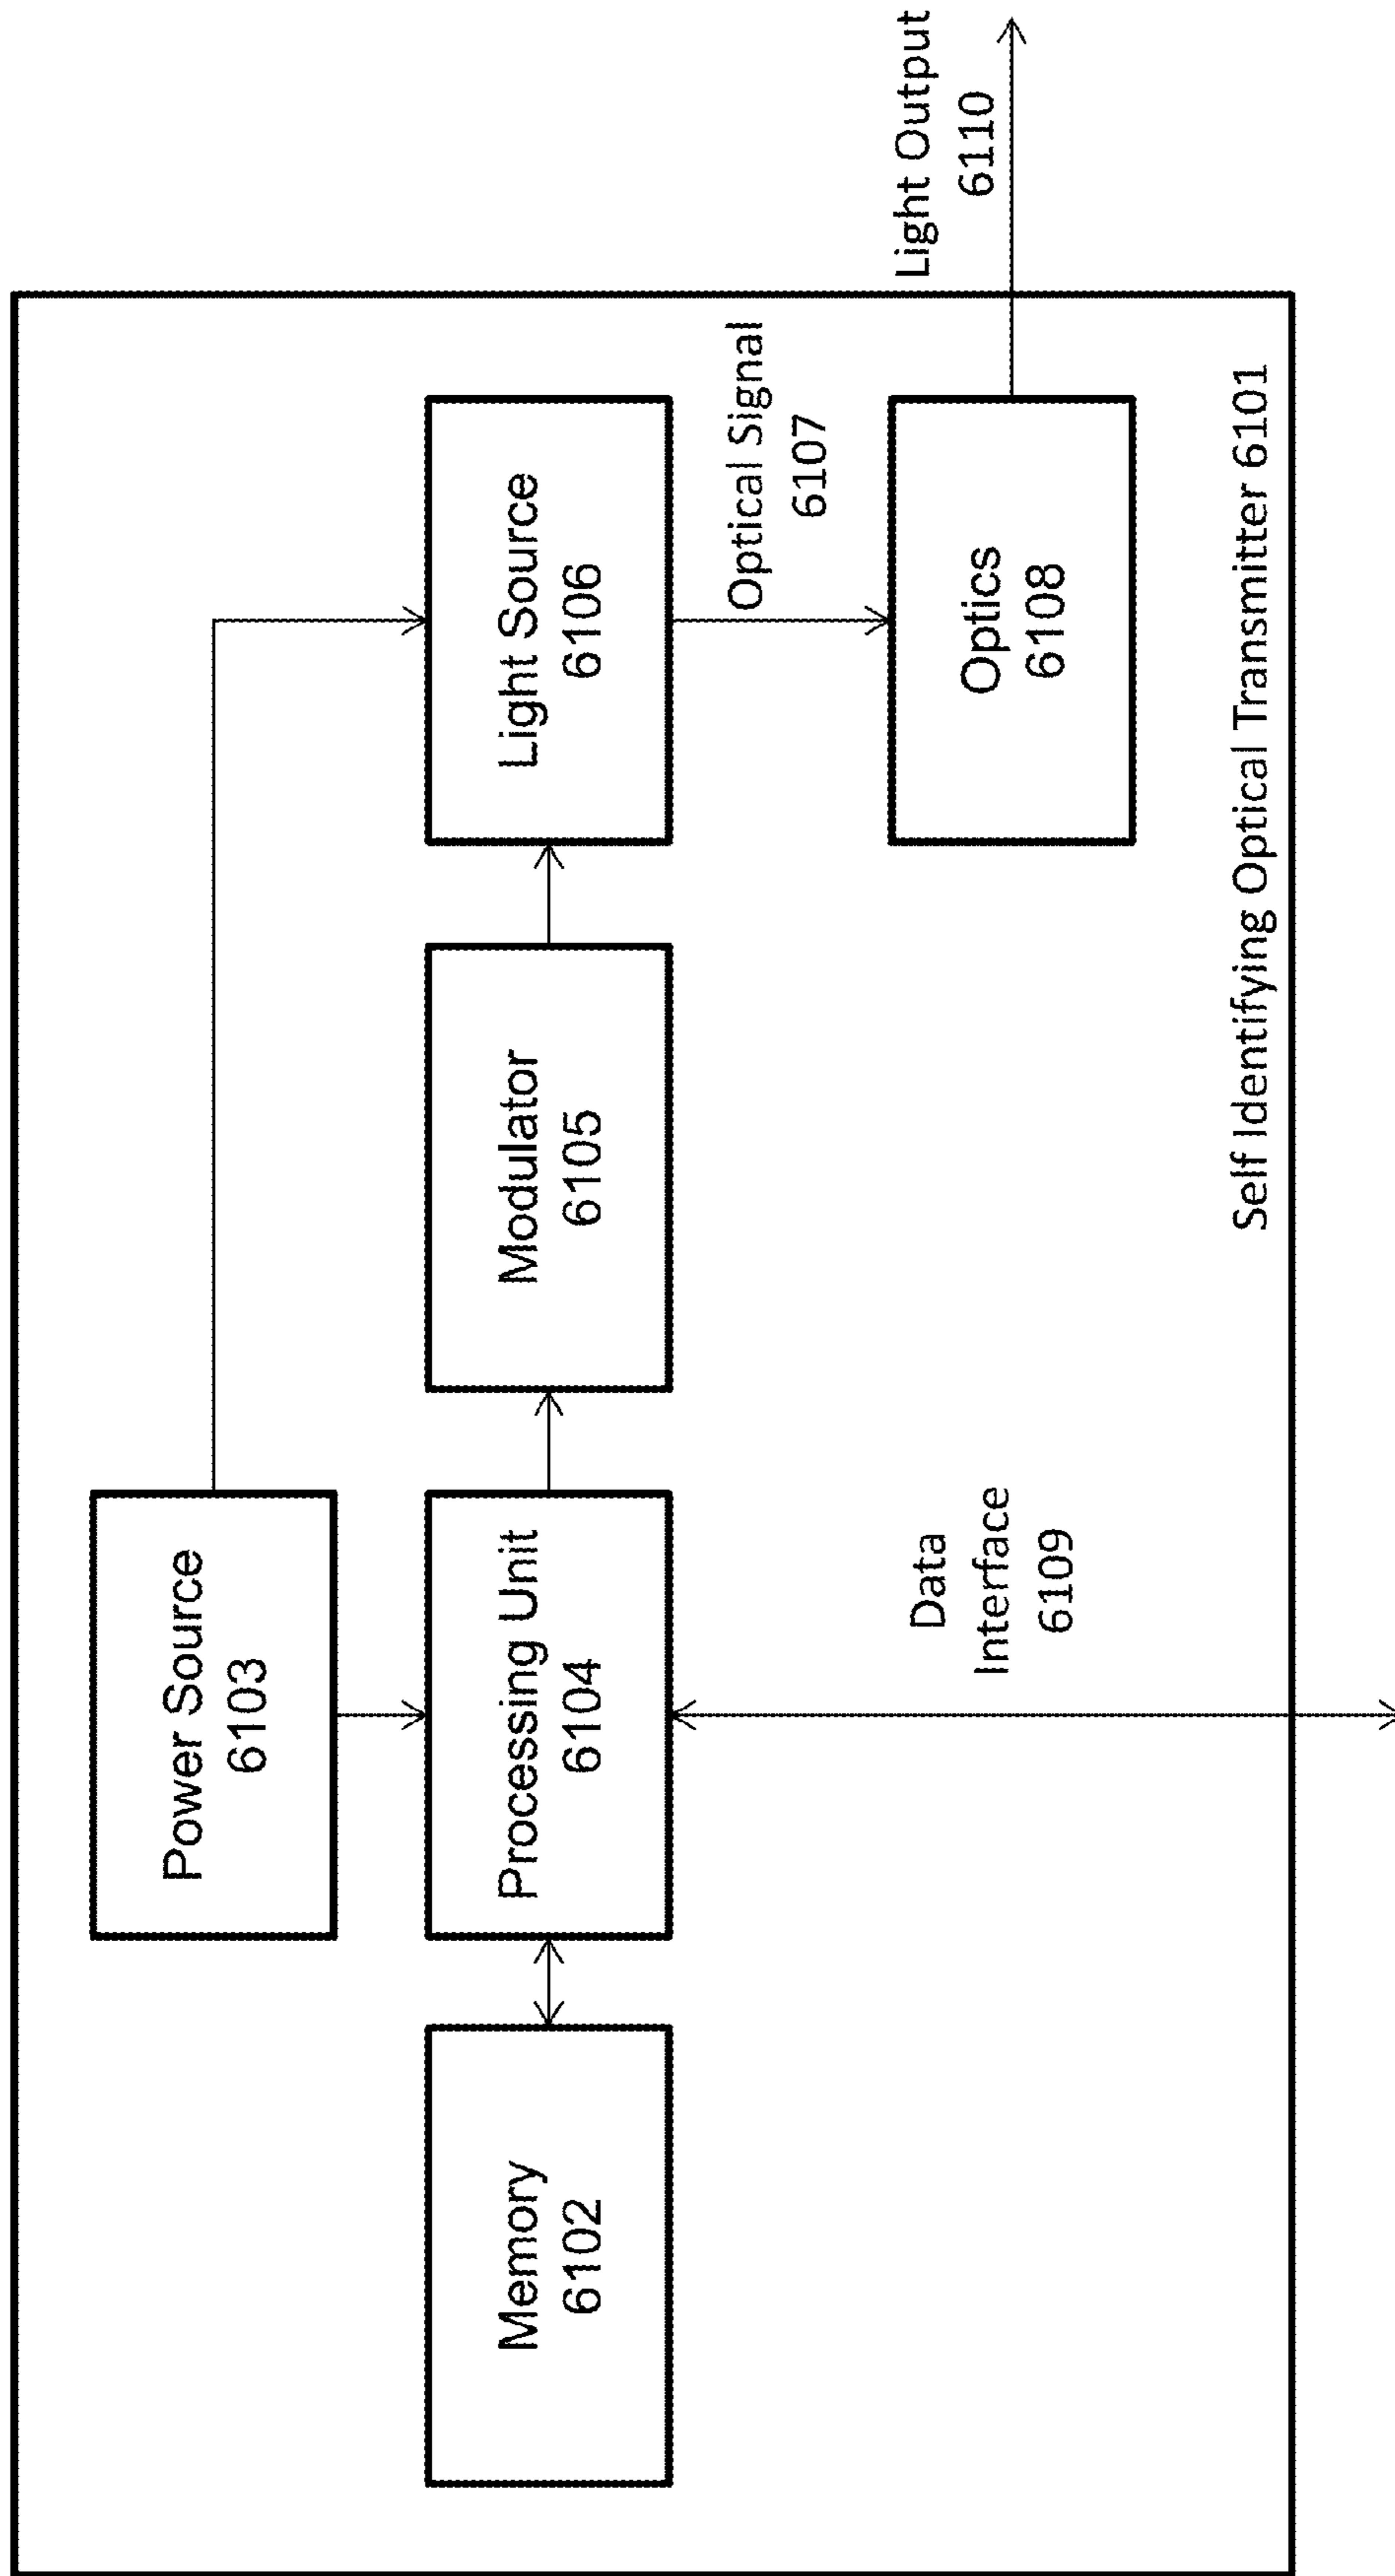 Power Source
6103
Memory
6102
Processing Unit
6104
Modulator
6105
Light Source
6106
Optical Signal
6107
Data
Interface
6109
Optics
6108
Light Output
6110
Self Identifying Optical Transmitter 6101